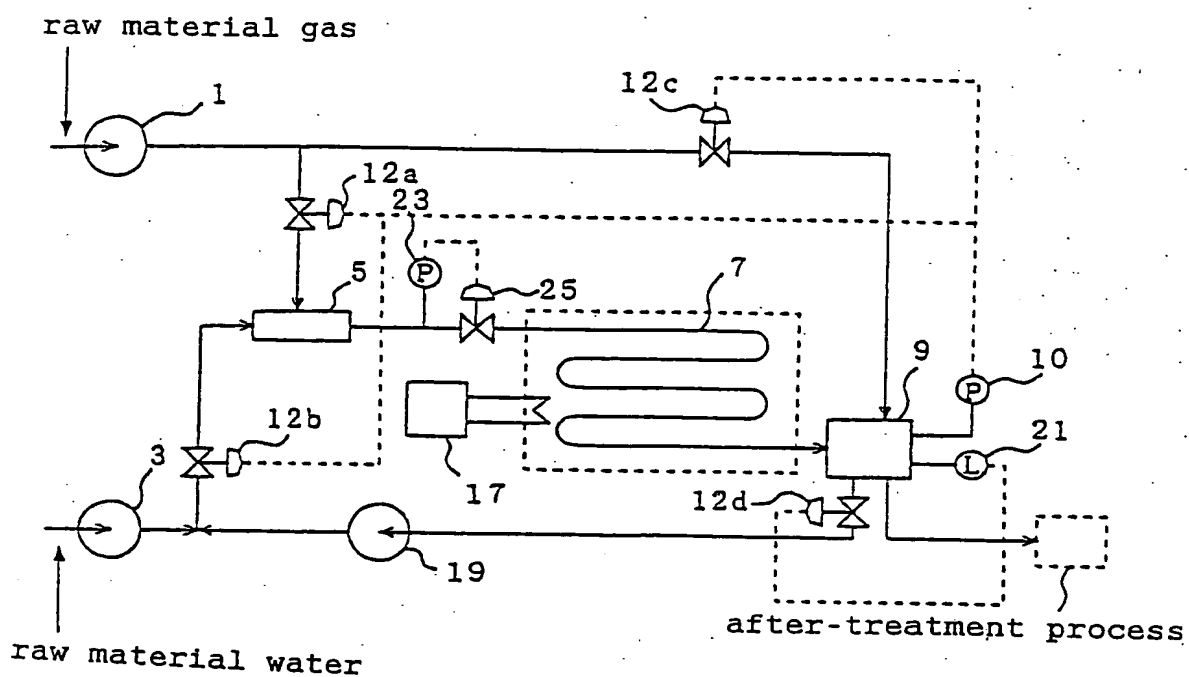 raw material gas
1
12c
12a
23
P
5
25
7
9
10
P
12b
21
L
3
17
12d
19
after-treatment process
raw material water